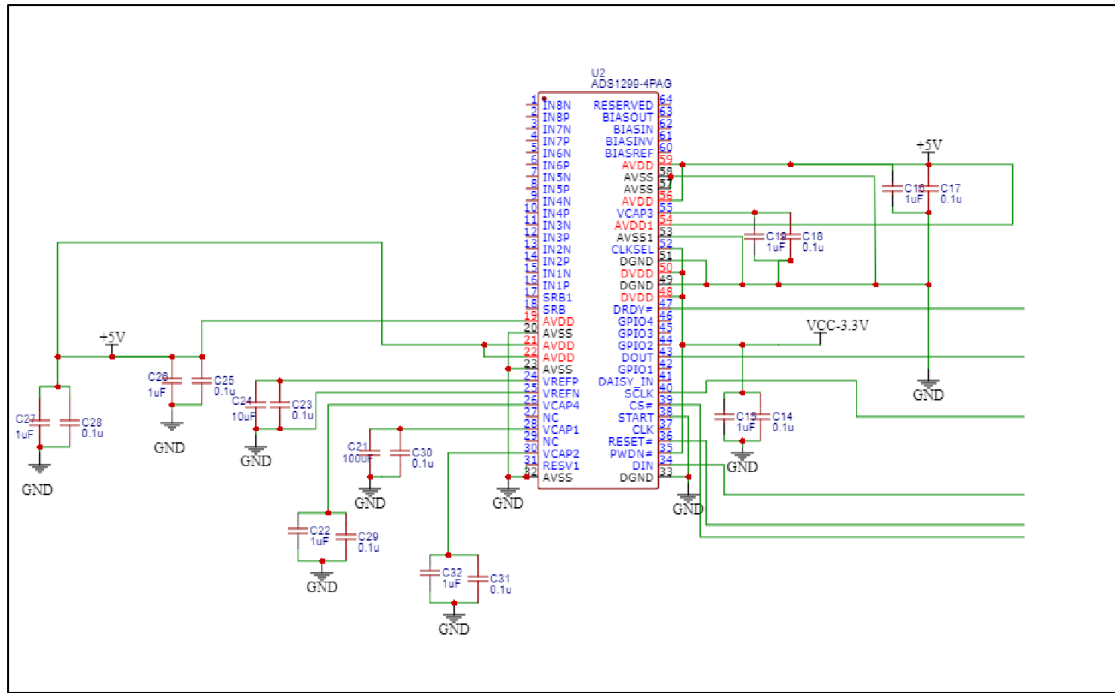 U2
ADS1299-4PAG
1 IN8N RESERVED 64
2 IN8P BIASOUT 63
3 IN7N BIASIN 62
4 IN7P BIASINV 61
5 IN6N BIASREF 60
6 IN6P AVDD 59
7 IN5N AVSS 58
8 IN5P AVSS 57
9 IN4N AVDD 56
10 IN4P VCAP3 55
11 IN3N AVDD1 54
12 IN3P AVSS1 53
13 IN2N CLKSEL 52
14 IN2P DGND 51
15 IN1N DVDD 50
16 IN1P DGND 49
17 SRB1 DVDD 48
18 SRB DRDY# 47
19 AVDD GPIO4 46
20 AVSS GPIO3 45
21 AVDD GPIO2 44
22 AVDD DOUT 43
23 AVSS GPIO1 42
24 VREFP DAISY_IN 41
25 VREFN SCLK 40
26 VCAP4 CS# 39
27 NC START 38
28 VCAP1 CLK 37
29 NC RESET# 36
30 VCAP2 PWDN# 35
31 RESV1 DIN 34
32 AVSS DGND 33
+5V
C16
1uF
C17
0.1u
C19
1uF
C18
0.1u
VCC-3.3V
GND
C15
1uF
C14
0.1u
GND
GND
+5V
C26
1uF
C25
0.1u
GND
C27
1uF
C28
0.1u
GND
C24
10uF
C23
0.1u
GND
C21
100uF
C30
0.1u
GND
GND
C22
1uF
C29
0.1u
GND
C32
1uF
C31
0.1u
GND